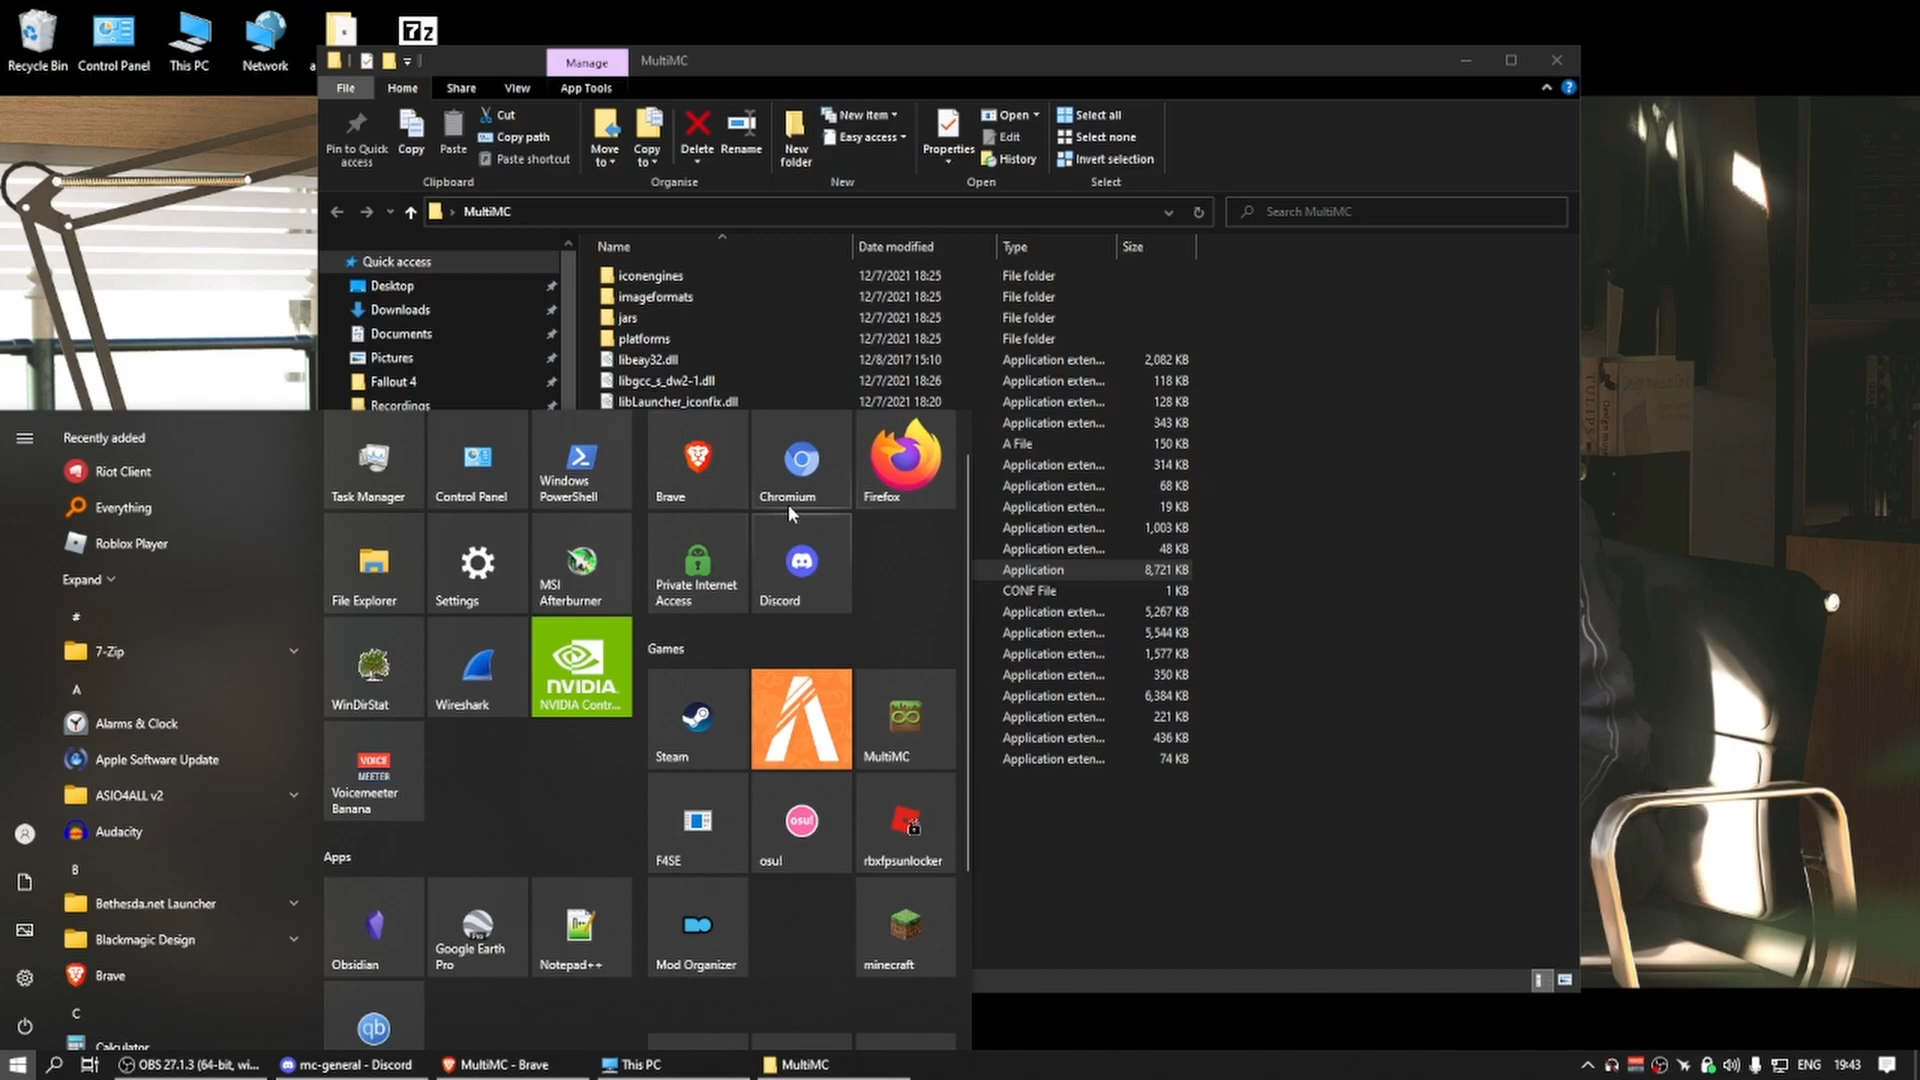 Recycle Bin
Control Panel
This PC
Network
a
7z
Manage
MultiMC
File
Home
Share
View
App Tools
Pin to Quick
access
Copy
Paste
Cut
Copy path
Paste shortcut
Clipboard
Move
to
Copy
to
Delete
Rename
Organise
New
folder
New item
Easy access
New
Properties
Open
Edit
History
Open
Select all
Select none
Invert selection
Select
MultiMC
Search MultiMC
Name
Date modified
Type
Size
Quick access
Desktop
Downloads
Documents
Pictures
Fallout 4
Recordings
iconengines 12/7/2021 18:25 File folder
imageformats 12/7/2021 18:25 File folder
jars 12/7/2021 18:25 File folder
platforms 12/7/2021 18:25 File folder
libeay32.dll 12/8/2017 15:10 Application exten... 2,082 KB
libgcc_s_dw2-1.dll 12/7/2021 18:26 Application exten... 118 KB
libLauncher_iconfix.dll 12/7/2021 18:20 Application exten... 128 KB
Application exten... 343 KB
A File 150 KB
Application exten... 314 KB
Application exten... 68 KB
Application exten... 19 KB
Application exten... 1,003 KB
Application exten... 48 KB
Application 8,721 KB
CONF File 1 KB
Application exten... 5,267 KB
Application exten... 5,544 KB
Application exten... 1,577 KB
Application exten... 350 KB
Application exten... 6,384 KB
Application exten... 221 KB
Application exten... 436 KB
Application exten... 74 KB
Recently added
Riot Client
Everything
Roblox Player
Expand
#
7-Zip
A
Alarms & Clock
Apple Software Update
ASIO4ALL v2
Audacity
B
Bethesda.net Launcher
Blackmagic Design
Brave
C
Calculator
Task Manager
Control Panel
Windows
PowerShell
File Explorer
Settings
MSI
Afterburner
WinDirStat
Wireshark
NVIDIA.
NVIDIA Contr...
VOICE
MEETER
Voicemeeter
Banana
Apps
Obsidian
Google Earth
Pro
Notepad++
qb
Brave
Chromium
Firefox
Private Internet
Access
Discord
Games
Steam
MultiMC
F4SE
osu!
osu!
rbxfpsunlocker
Mod Organizer
minecraft
OBS 27.1.3 (64-bit, wi...
mc-general - Discord
MultiMC - Brave
This PC
MultiMC
ENG
19:43